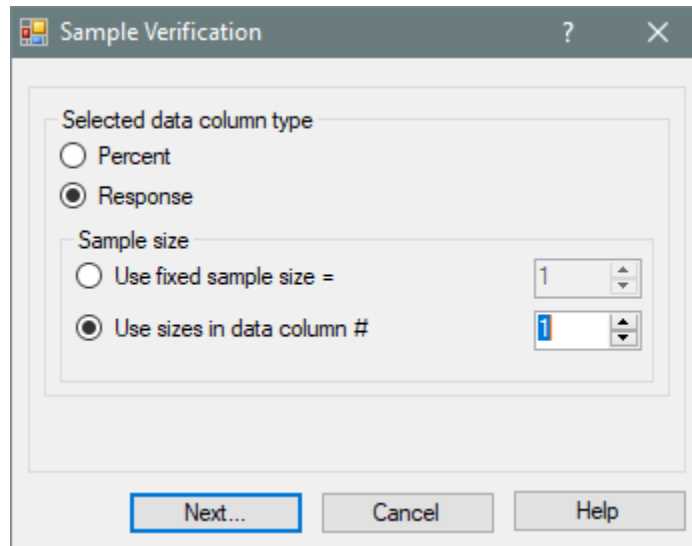 Sample Verification ?
Selected data column type
Percent
Response
Sample size
Use fixed sample size = 1
Use sizes in data column # 1
Next... Cancel Help